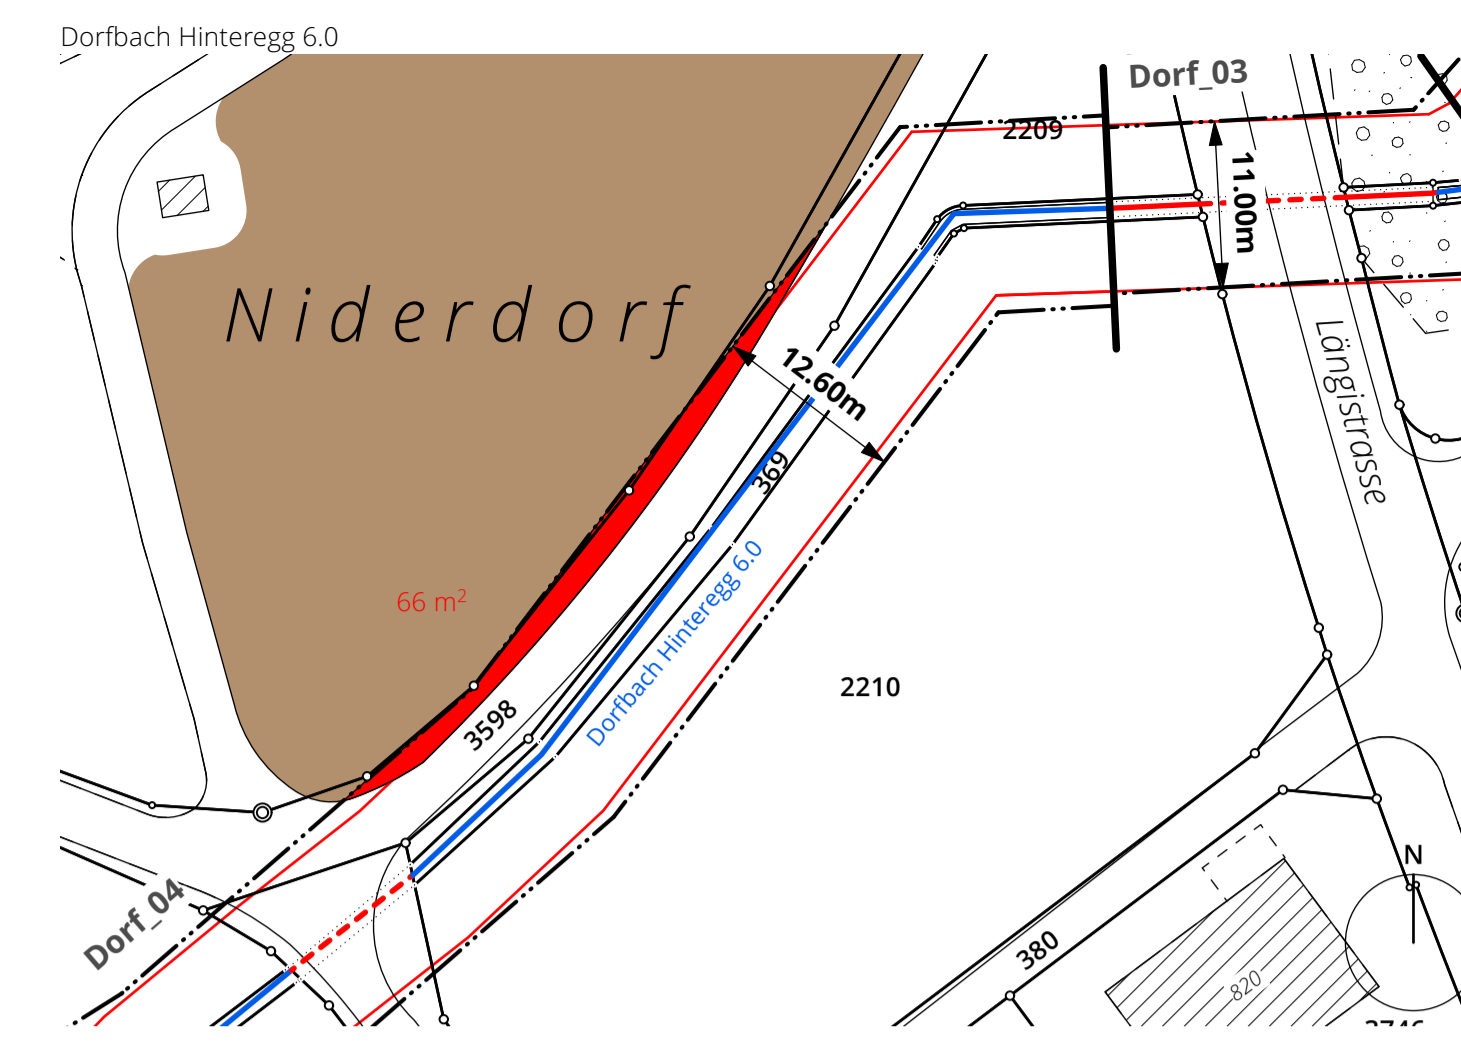 Dorfbach Hinteregg 6.0
Dorf_03
2209
11.00m
Niderdorf
12.60m
Längistrasse
369
66 m²
Dorfbach Hinteregg 6.0
2210
3598
N
Dorf_04
380
820